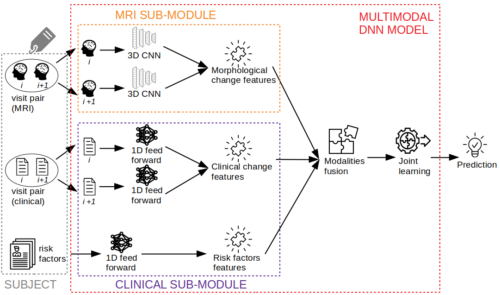 MRI SUB-MODULE
MULTIMODAL
DNN MODEL
i
3D CNN
i
i+1
visit pair
(MRI)
i+1
3D CNN
Morphological
change features
i
1D feed
forward
i
i+1
visit pair
(clinical)
i+1
1D feed
forward
Clinical change
features
Modalities
fusion
Joint
learning
Prediction
risk
factors
1D feed
forward
Risk factors
features
SUBJECT
CLINICAL SUB-MODULE